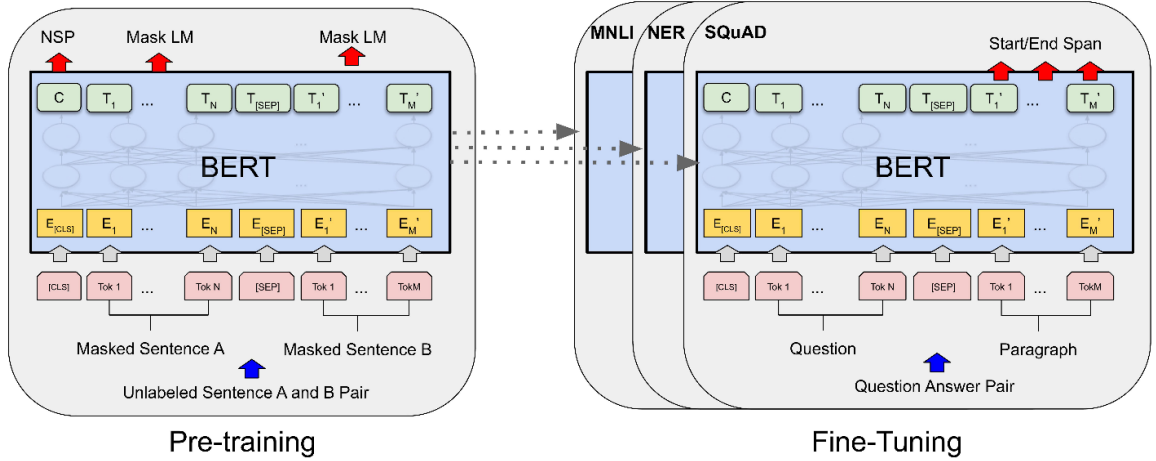 NSP Mask LM Mask LM
C T1 ... TN T[SEP] T1' ... TM'
...
BERT
...
E[CLS] E1 ... EN E[SEP] E1' ... EM'
[CLS] Tok 1 ... Tok N [SEP] Tok 1 ... TokM
Masked Sentence A Masked Sentence B
Unlabeled Sentence A and B Pair
Pre-training
MNLI NER SQuAD
Start/End Span
C T1 ... TN T[SEP] T1' ... TM'
...
BERT
...
E[CLS] E1 ... EN E[SEP] E1' ... EM'
[CLS] Tok 1 ... Tok N [SEP] Tok 1 ... TokM
Question Paragraph
Question Answer Pair
Fine-Tuning